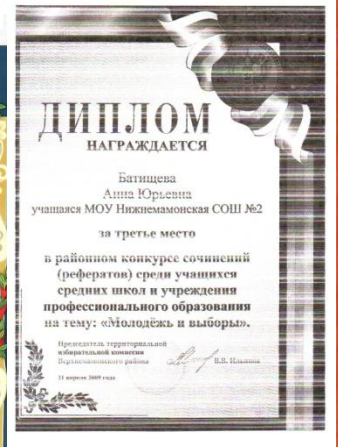 ДИПЛОМ
НАГРАЖДАЕТСЯ
Батищева
Анна Юрьевна
учащаяся МОУ Нижнемамонская СОШ №2
за третье место
в районном конкурсе сочинений
(рефератов) среди учащихся
средних школ и учреждения
профессионального образования
на тему: «Молодёжь и выборы».
Председатель территориальной
избирательной комиссии
Верхнемамонского района В.В. Ильина
21 апреля 2009 года